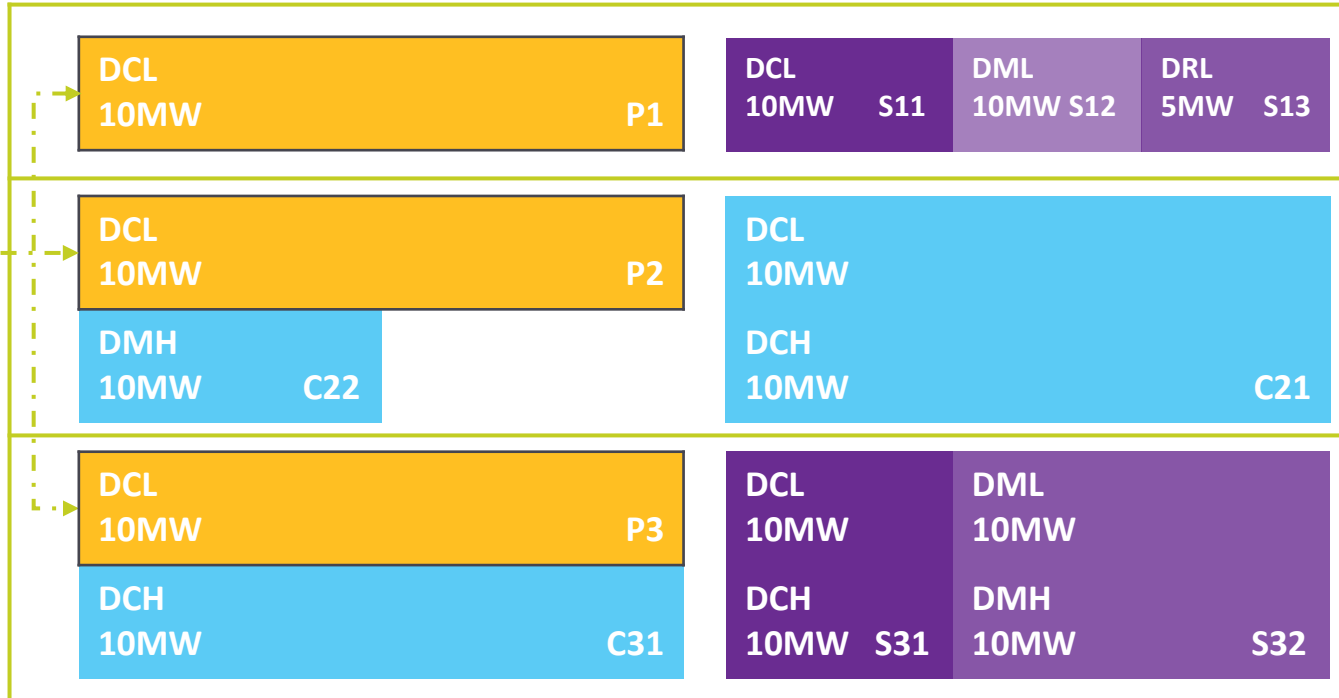 DCL
10MW P1
DCL
10MW S11
DML
10MW S12
DRL
5MW S13
DCL
10MW P2
DMH
10MW C22
DCL
10MW
DCH
10MW C21
DCL
10MW P3
DCH
10MW C31
DCL
10MW
DCH
10MW S31
DML
10MW
DMH
10MW S32